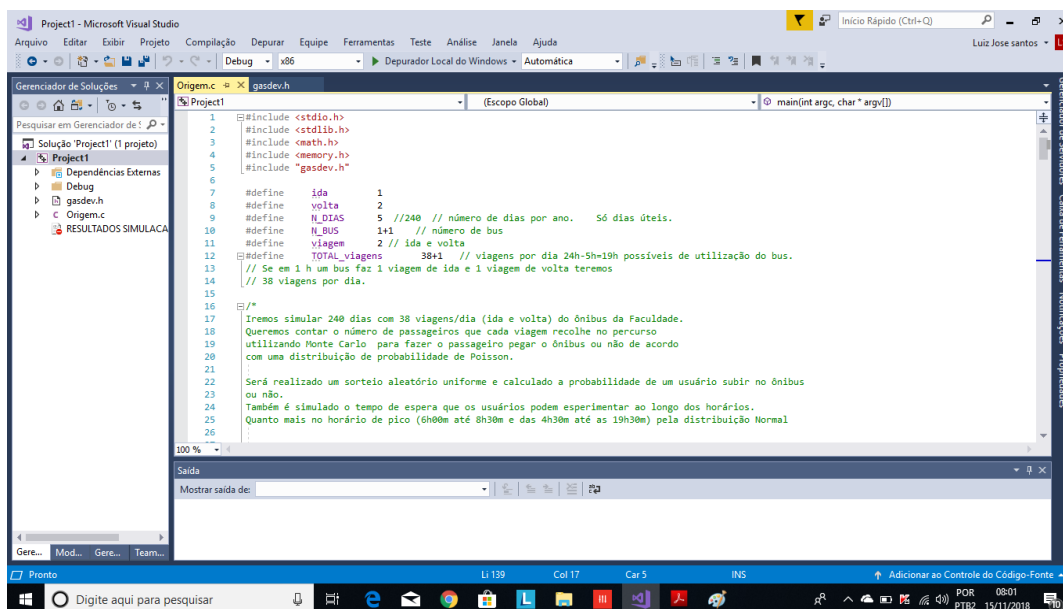 Project1 - Microsoft Visual Studio
Início Rápido (Ctrl+Q)
Arquivo Editar Exibir Projeto Compilação Depurar Equipe Ferramentas Teste Análise Janela Ajuda
Luiz Jose santos
Debug x86 Depurador Local do Windows Automática
Gerenciador de Soluções
Origem.c gasdev.h
Project1 (Escopo Global) main(int argc, char * argv[])
Pesquisar em Gerenciador de
Solução 'Project1' (1 projeto)
Project1
Dependências Externas
Debug
gasdev.h
Origem.c
RESULTADOS SIMULACA
1 #include <stdio.h>
2 #include <stdlib.h>
3 #include <math.h>
4 #include <memory.h>
5 #include "gasdev.h"
6
7 #define ida 1
8 #define volta 2
9 #define N_DIAS 5 //240 // número de dias por ano. Só dias úteis.
10 #define N_BUS 1+1 // número de bus
11 #define viagem 2 // ida e volta
12 #define TOTAL_viagens 38+1 // viagens por dia 24h-5h=19h possíveis de utilização do bus.
13 // Se em 1 h um bus faz 1 viagem de ida e 1 viagem de volta teremos
14 // 38 viagens por dia.
15
16 /*
17 Iremos simular 240 dias com 38 viagens/dia (ida e volta) do ônibus da Faculdade.
18 Queremos contar o número de passageiros que cada viagem recolhe no percurso
19 utilizando Monte Carlo para fazer o passageiro pegar o ônibus ou não de acordo
20 com uma distribuição de probabilidade de Poisson.
21
22 Será realizado um sorteio aleatório uniforme e calculado a probabilidade de um usuário subir no ônibus
23 ou não.
24 Também é simulado o tempo de espera que os usuários podem esperimentar ao longo dos horários.
25 Quanto mais no horário de pico (6h00m até 8h30m e das 4h30m até as 19h30m) pela distribuição Normal
26
100 %
Saída
Mostrar saída de:
Gere... Mod... Gere... Team...
Gerenciador de Servidores
Caixa de Ferramentas
Notificações
Propriedades
Pronto Li 139 Col 17 Car 5 INS Adicionar ao Controle do Código-Fonte
Digite aqui para pesquisar
POR 08:01
PTB2 15/11/2018